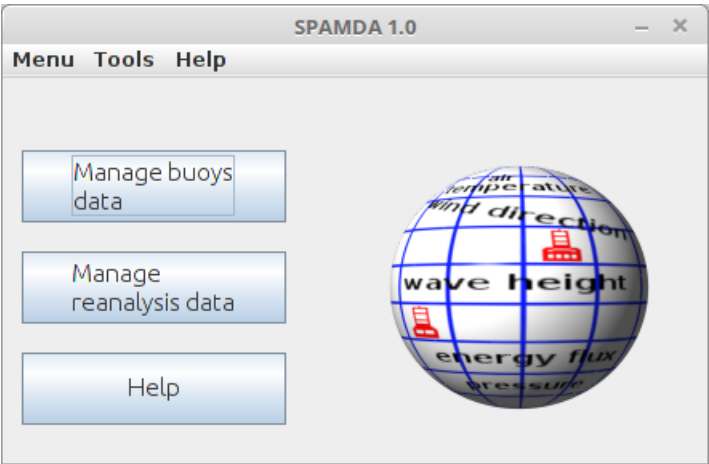 SPAMDA 1.0
Menu Tools Help
Manage buoys
data
Manage
reanalysis data
Help
air
temperature
wind direction
wave height
energy flux
pressure